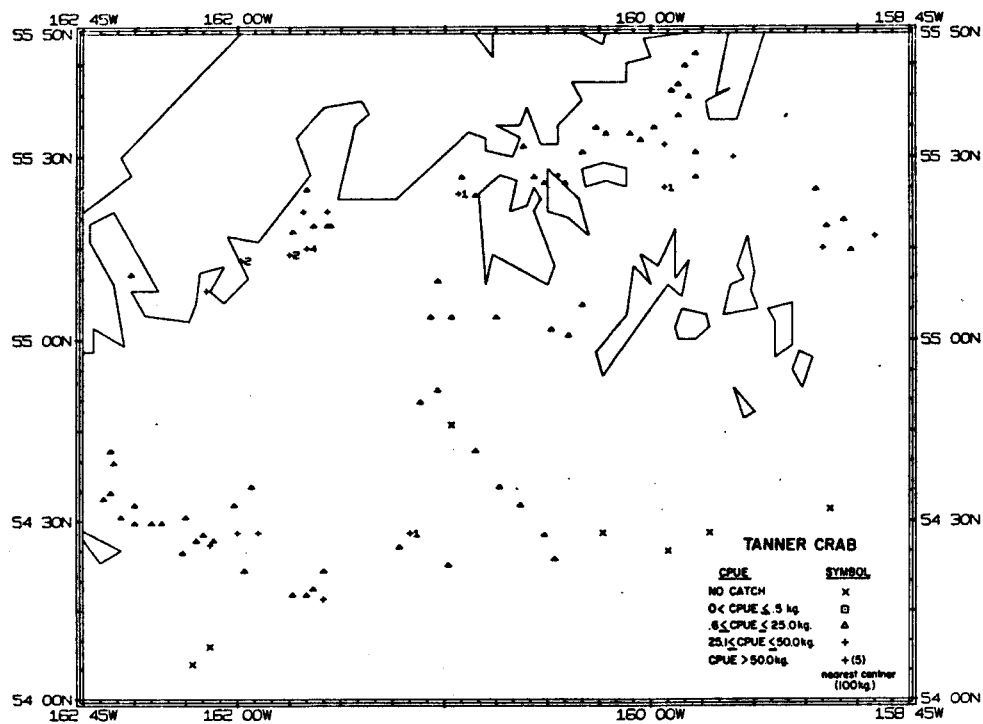 162 45W 162 00W 160 00W 158 45W
55 50N 55 50N
55 30N 55 30N
+1 +1
+2 +2 +4
55 00N 55 00N
54 30N 54 30N
+1
TANNER CRAB
CPUE SYMBOL
NO CATCH ×
0< CPUE ≤ .5 kg. □
.6≤CPUE ≤ 25.0kg. ▵
25.1≤CPUE ≤50.0kg. +
CPUE > 50.0kg. +(5)
nearest centner
(100kg.)
54 00N 54 00N
162 45W 162 00W 160 00W 158 45W